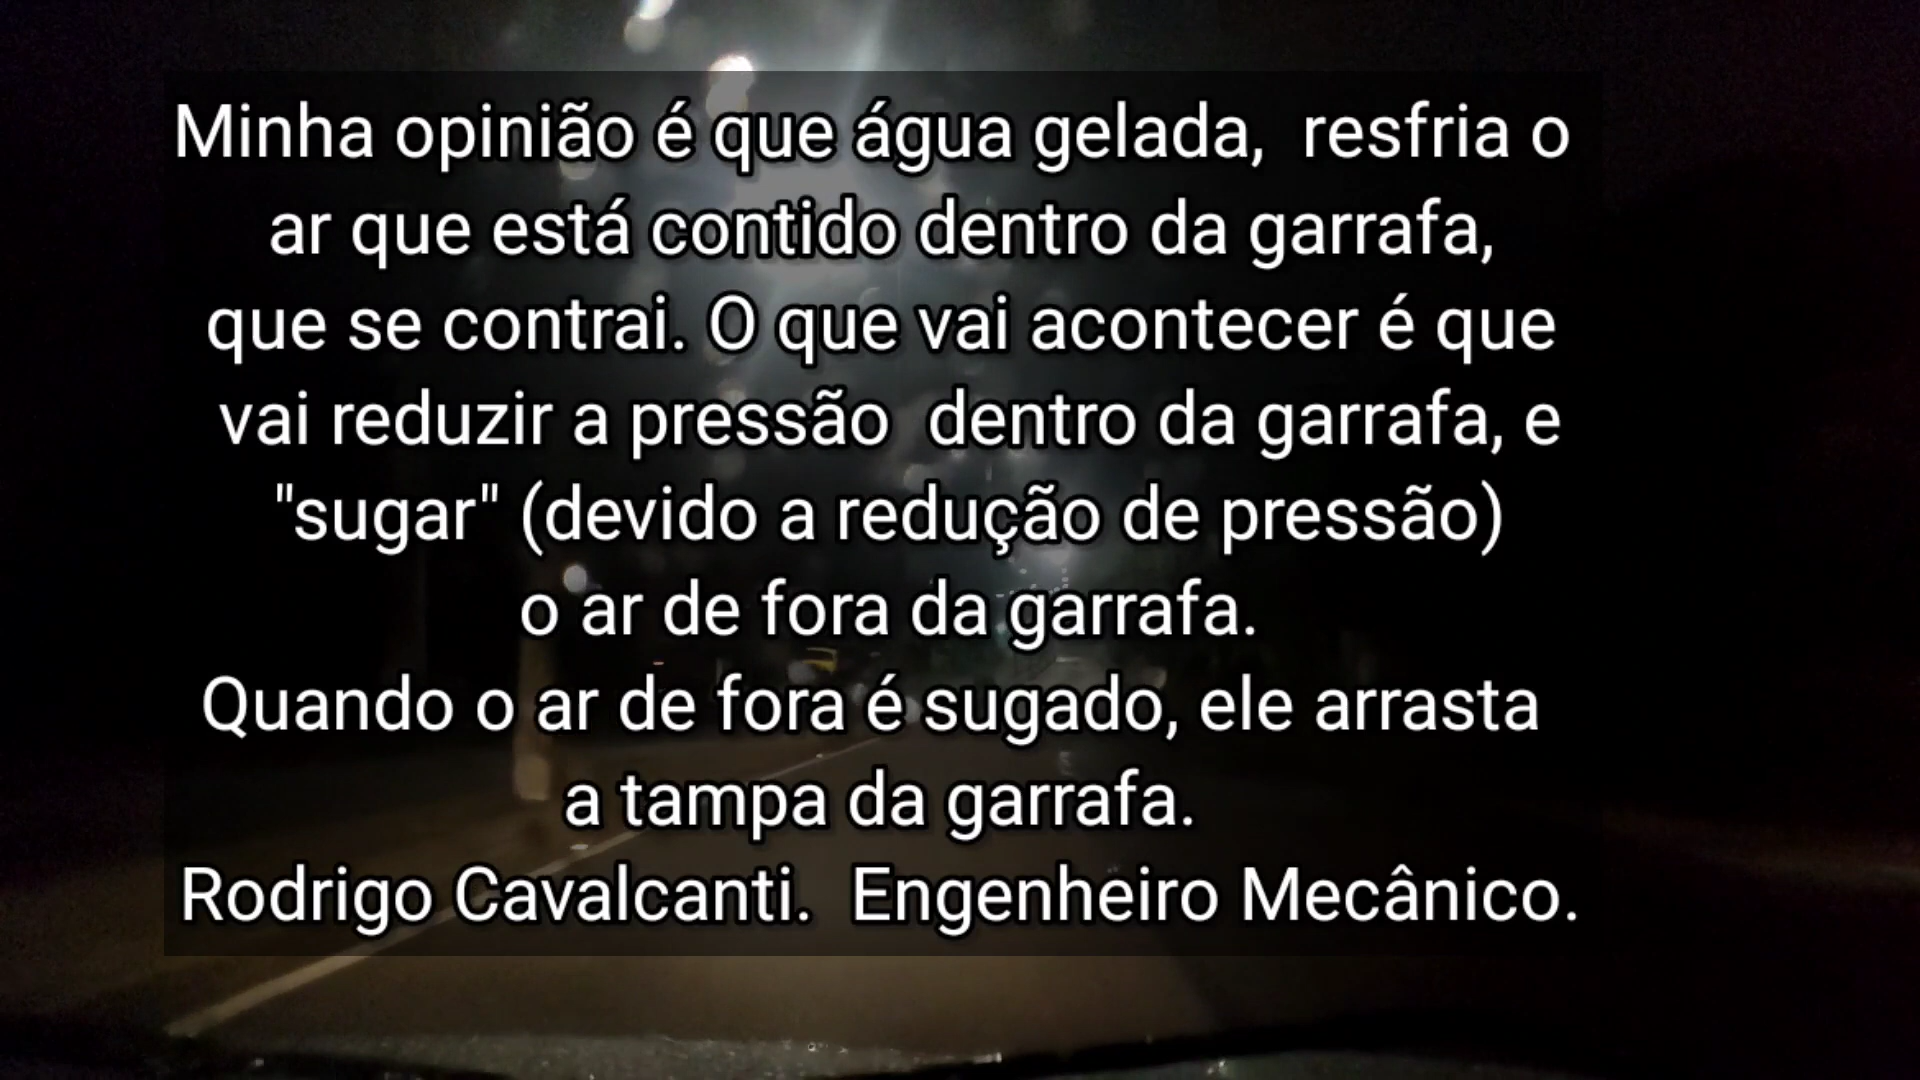 Minha opinião é que água gelada,  resfria o
ar que está contido dentro da garrafa,
que se contrai. O que vai acontecer é que
vai reduzir a pressão  dentro da garrafa, e
"sugar" (devido a redução de pressão)
o ar de fora da garrafa.
Quando o ar de fora é sugado, ele arrasta
a tampa da garrafa.
Rodrigo Cavalcanti.  Engenheiro Mecânico.